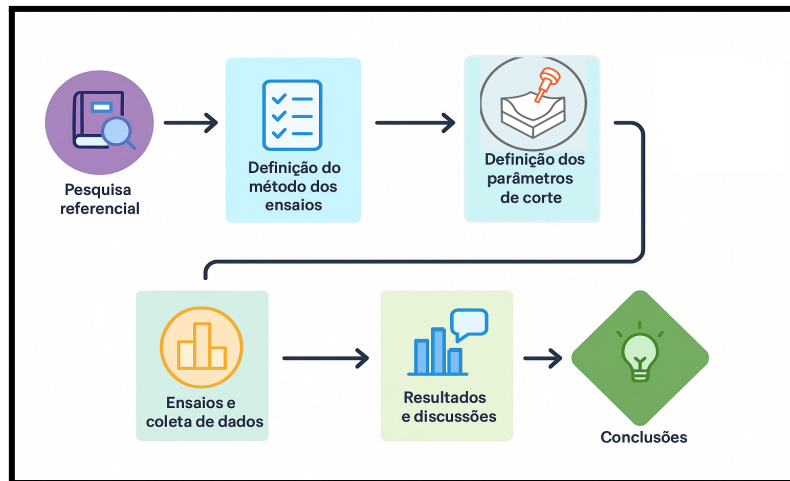 Pesquisa
referencial
Definição do
método dos
ensaios
Definição dos
parâmetros
de corte
Ensaios e
coleta de dados
Resultados
e discussões
Conclusões